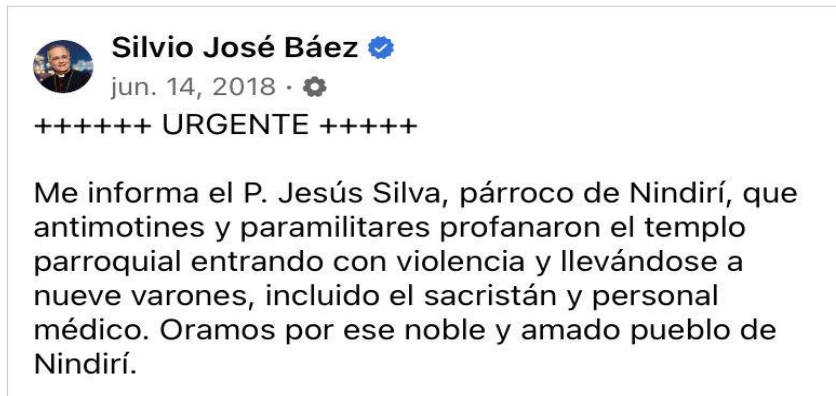 Silvio José Báez
jun. 14, 2018 ·
++++++ URGENTE +++++
Me informa el P. Jesús Silva, párroco de Nindirí, que
antimotines y paramilitares profanaron el templo
parroquial entrando con violencia y llevándose a
nueve varones, incluido el sacristán y personal
médico. Oramos por ese noble y amado pueblo de
Nindirí.